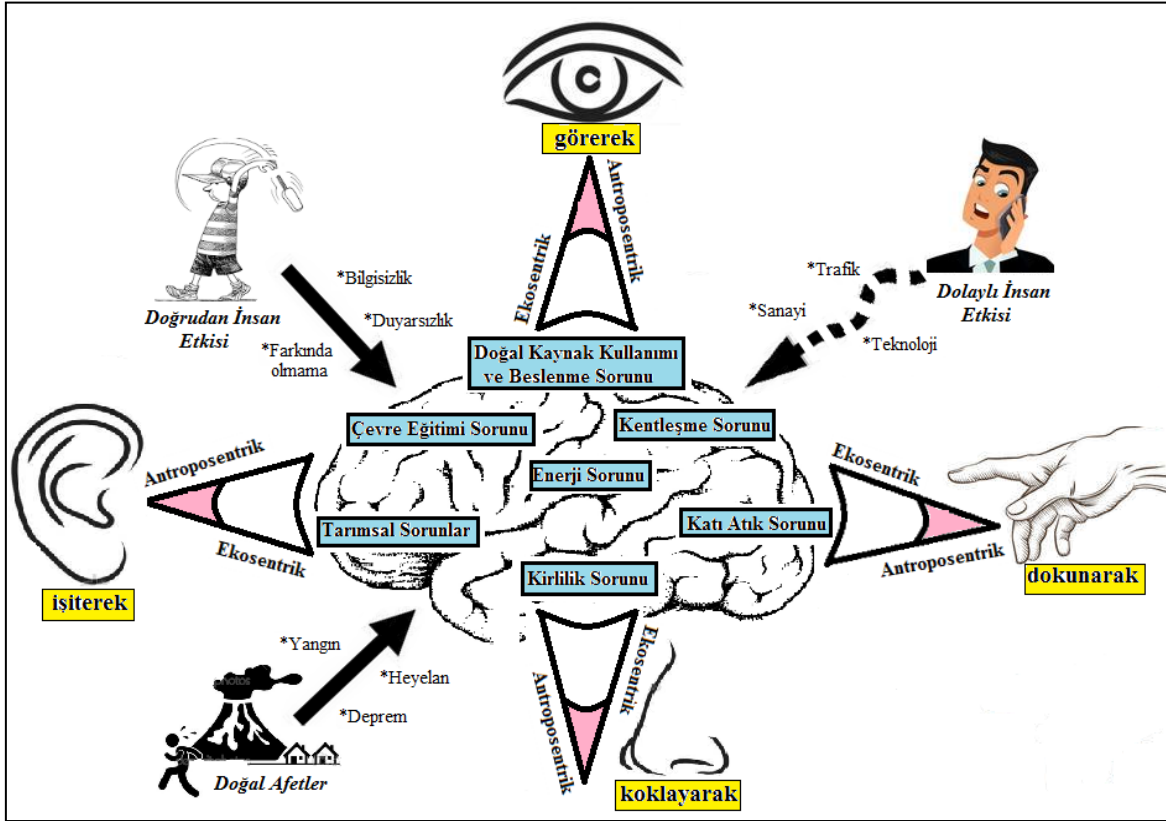 görerek
Antroposentrik
Ekosentrik
*Bilgisizlik
*Duyarsızlık
*Farkında
olmama
Doğrudan İnsan
Etkisi
*Trafik
*Sanayi
*Teknoloji
Dolaylı İnsan
Etkisi
Doğal Kaynak Kullanımı
ve Beslenme Sorunu
Çevre Eğitimi Sorunu
Kentleşme Sorunu
Enerji Sorunu
Tarımsal Sorunlar
Katı Atık Sorunu
Kirlilik Sorunu
Antroposentrik
Ekosentrik
işiterek
Ekosentrik
Antroposentrik
dokunarak
*Yangın
*Heyelan
*Deprem
photos
Doğal Afetler
Ekosentrik
Antroposentrik
koklayarak